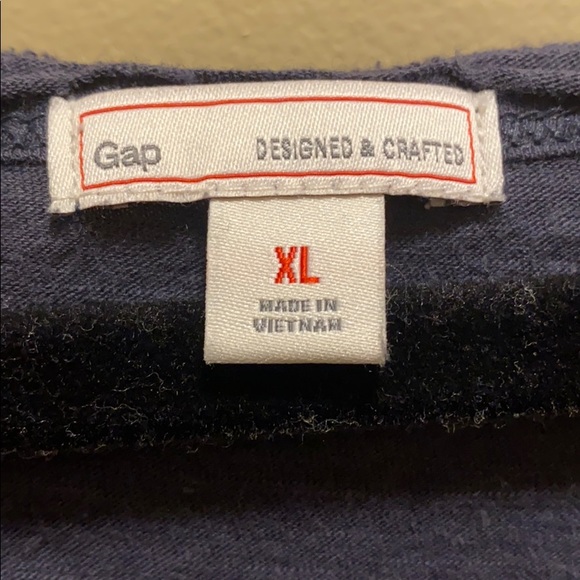 Gap DESIGNED & CRAFTED
XL
MADE IN
VIETNAM